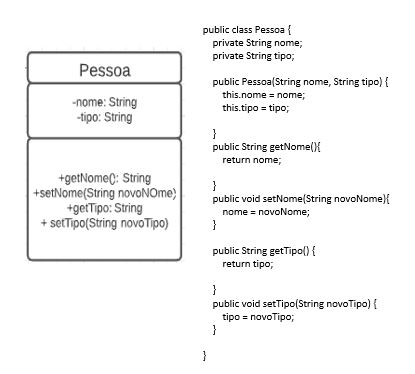 Pessoa
-nome: String
-tipo: String
+getNome(): String
+setNome(String novoNOme)
+getTipo: String
+ setTipo(String novoTipo)
public class Pessoa {
private String nome;
private String tipo;
public Pessoa(String nome, String tipo) {
this.nome = nome;
this.tipo = tipo;
}
public String getNome(){
return nome;
}
public void setNome(String novoNome){
nome = novoNome;
}
public String getTipo() {
return tipo;
}
public void setTipo(String novoTipo) {
tipo = novoTipo;
}
}